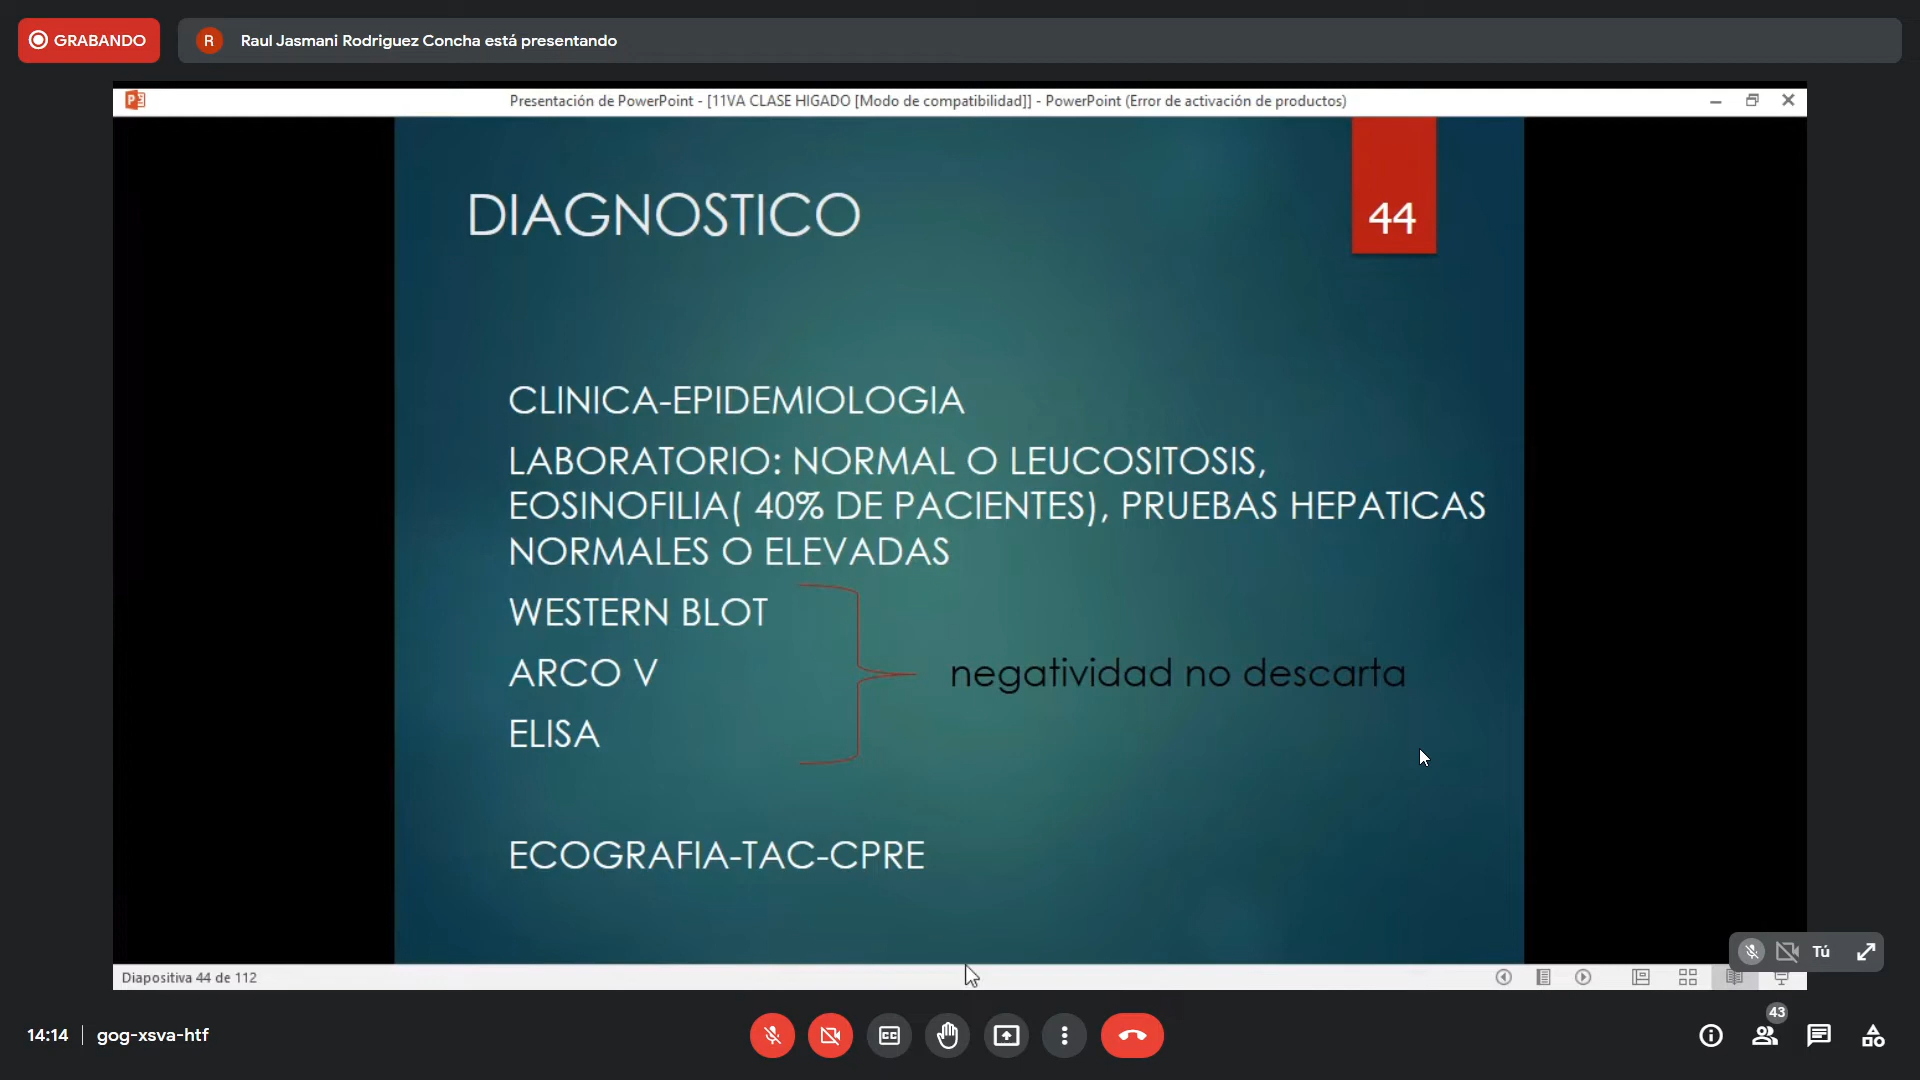 GRABANDO
R
Raul Jasmani Rodriguez Concha está presentando
Presentación de PowerPoint - [11VA CLASE HIGADO [Modo de compatibilidad]] - PowerPoint (Error de activación de productos)
DIAGNOSTICO
44
CLINICA-EPIDEMIOLOGIA
LABORATORIO: NORMAL O LEUCOSITOSIS,
EOSINOFILIA( 40% DE PACIENTES), PRUEBAS HEPATICAS
NORMALES O ELEVADAS
WESTERN BLOT
ARCO V
negatividad no descarta
ELISA
ECOGRAFIA-TAC-CPRE
Tú
Diapositiva 44 de 112
14:14
gog-xsva-htf
43